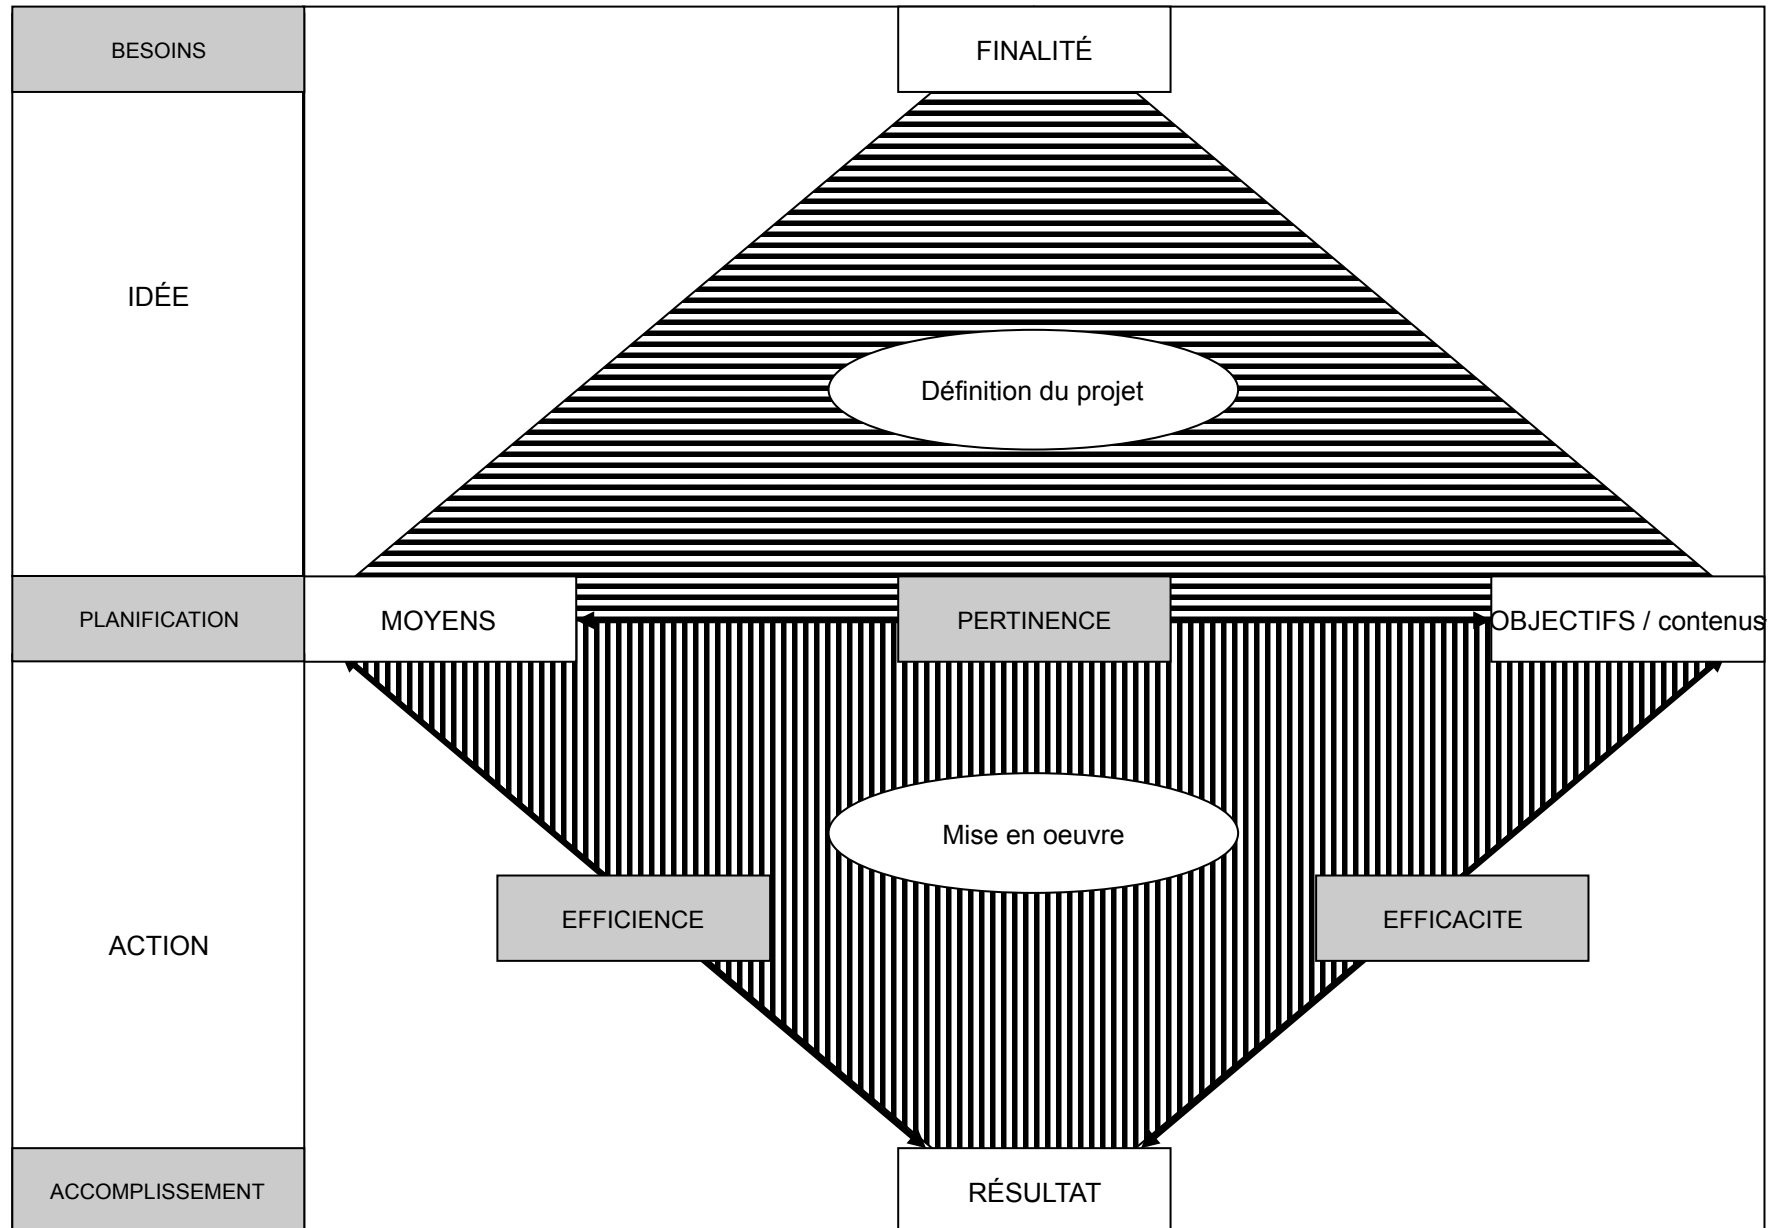 BESOINS
FINALITÉ
IDÉE
Définition du projet
PLANIFICATION
MOYENS
PERTINENCE
OBJECTIFS / contenus
Mise en oeuvre
EFFICIENCE
EFFICACITE
ACTION
ACCOMPLISSEMENT
RÉSULTAT